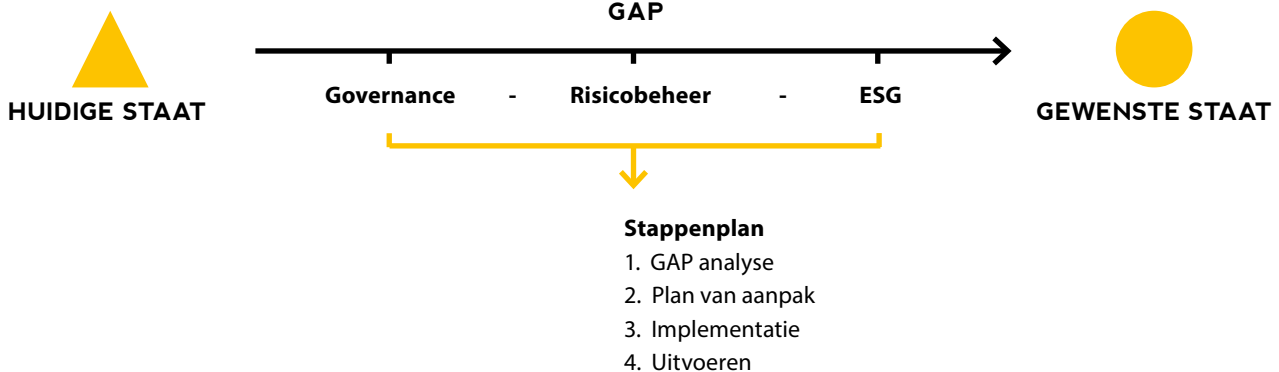 GAP
HUIDIGE STAAT
Governance - Risicobeheer - ESG
GEWENSTE STAAT
Stappenplan
1. GAP analyse
2. Plan van aanpak
3. Implementatie
4. Uitvoeren